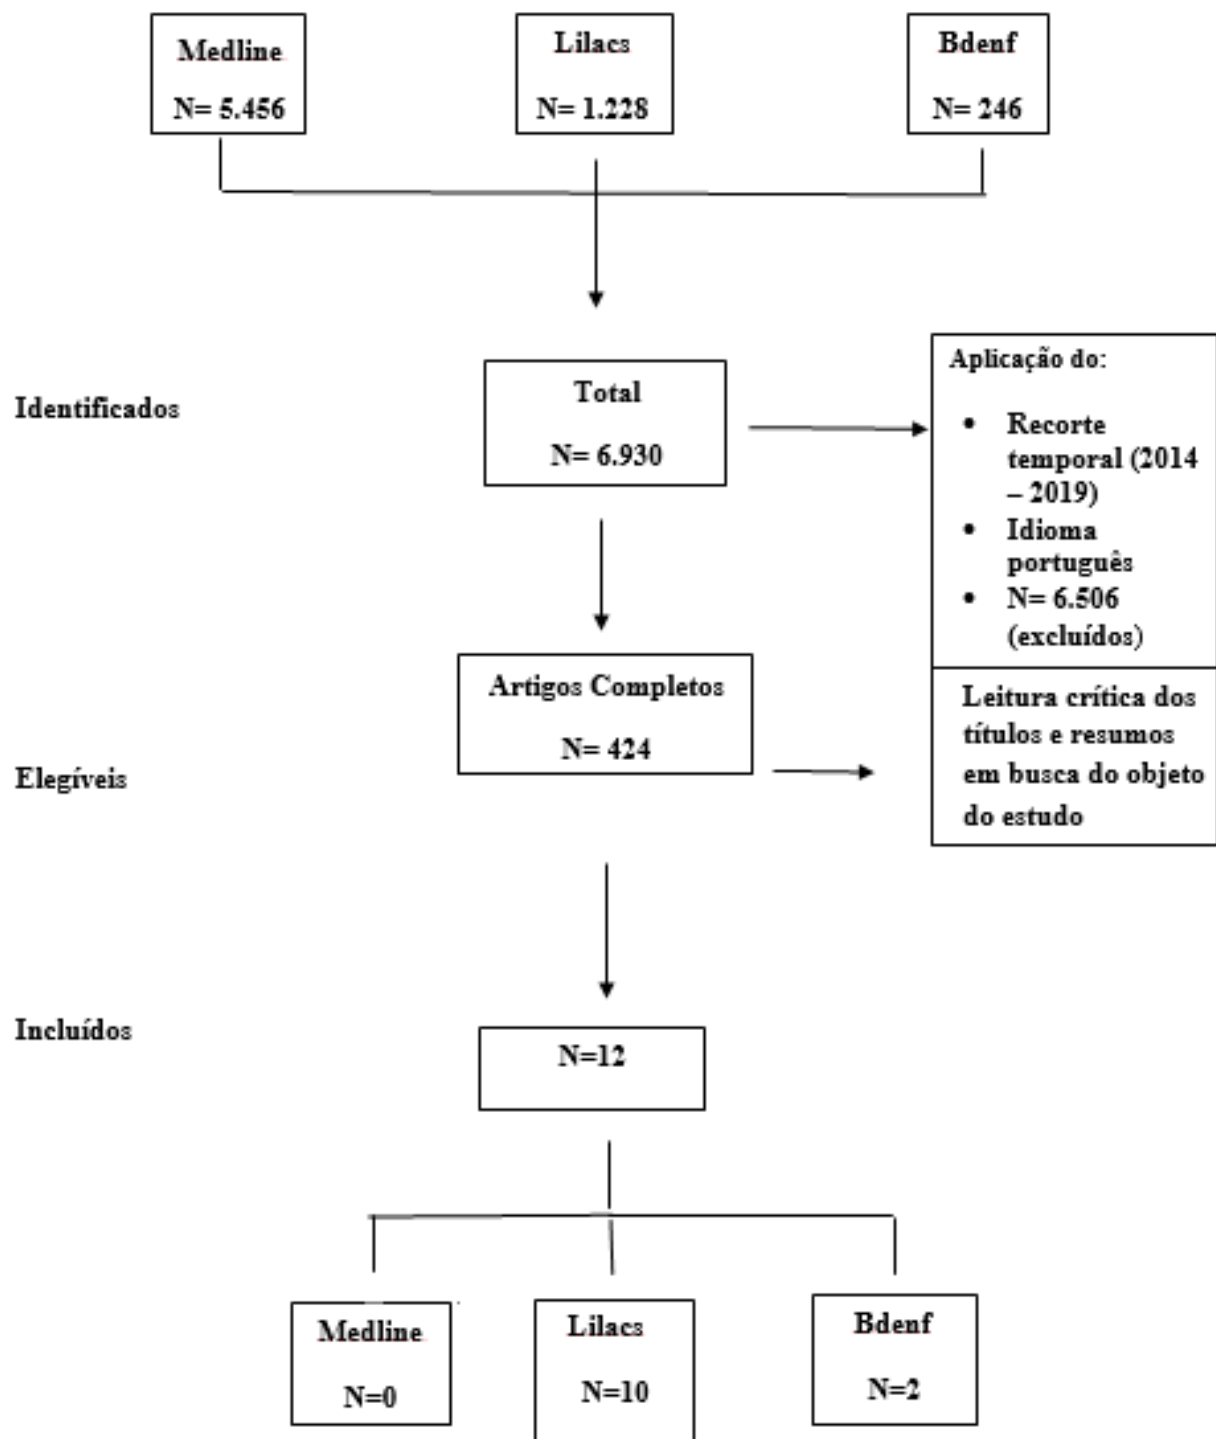 Medline
N= 5.456
Lilacs
N= 1.228
Bdenf
N= 246
Identificados
Total
N= 6.930
Aplicação do:
• Recorte
temporal (2014
– 2019)
• Idioma
português
• N= 6.506
(excluídos)
Elegíveis
Artigos Completos
N= 424
Leitura crítica dos
títulos e resumos
em busca do objeto
do estudo
Incluídos
N=12
Medline
N=0
Lilacs
N=10
Bdenf
N=2